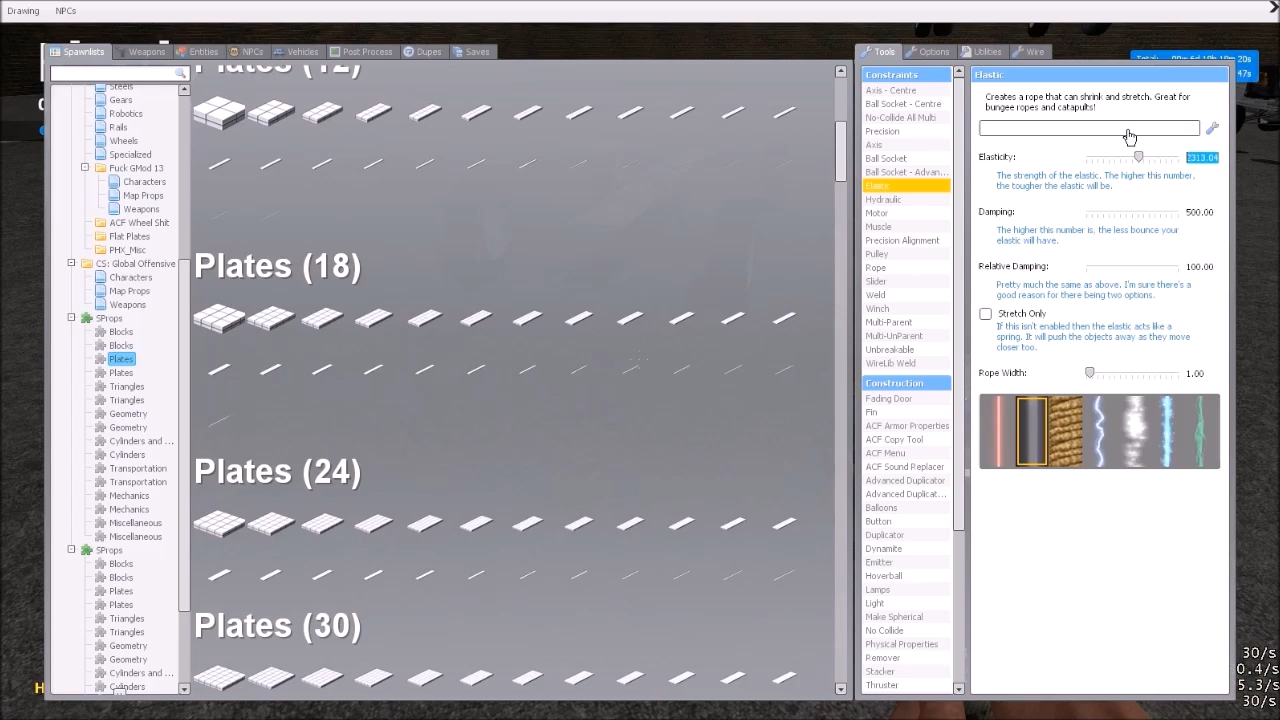 Drawing NPCs
Spawnlists Weapons Entities NPCs Vehicles Post Process Dupes Saves
Steels
Gears
Robotics
Rails
Wheels
Specialized
Fuck GMod 13
Characters
Map Props
Weapons
ACF Wheel Shit
Flat Plates
PHX_Misc
CS: Global Offensive
Characters
Map Props
Weapons
SProps
Blocks
Blocks
Plates
Plates
Triangles
Triangles
Geometry
Geometry
Cylinders and ...
Cylinders
Transportation
Transportation
Mechanics
Mechanics
Miscellaneous
Miscellaneous
SProps
Blocks
Blocks
Plates
Plates
Triangles
Triangles
Geometry
Geometry
Cylinders and ...
Cylinders
Plates (12)
Plates (18)
Plates (24)
Plates (30)
Tools Options Utilities Wire
Constraints
Axis - Centre
Ball Socket - Centre
No-Collide All Multi
Precision
Axis
Ball Socket
Ball Socket - Advan...
Elastic
Hydraulic
Motor
Muscle
Precision Alignment
Pulley
Rope
Slider
Weld
Winch
Multi-Parent
Multi-UnParent
Unbreakable
WireLib Weld
Construction
Fading Door
Fin
ACF Armor Properties
ACF Copy Tool
ACF Menu
ACF Sound Replacer
Advanced Duplicator
Advanced Duplicat...
Balloons
Button
Duplicator
Dynamite
Emitter
Hoverball
Lamps
Light
Make Spherical
No Collide
Physical Properties
Remover
Stacker
Thruster
Elastic
Creates a rope that can shrink and stretch. Great for
bungee ropes and catapults!
Elasticity: 2313.04
The strength of the elastic. The higher this number,
the tougher the elastic will be.
Damping: 500.00
The higher this number is, the less bounce your
elastic will have.
Relative Damping: 100.00
Pretty much the same as above. I'm sure there's a
good reason for there being two options.
Stretch Only
If this isn't enabled then the elastic acts like a
spring. It will push the objects away as they move
closer too.
Rope Width: 1.00
20s
47s
30/s
0.4/s
5.3/s
30/s
H